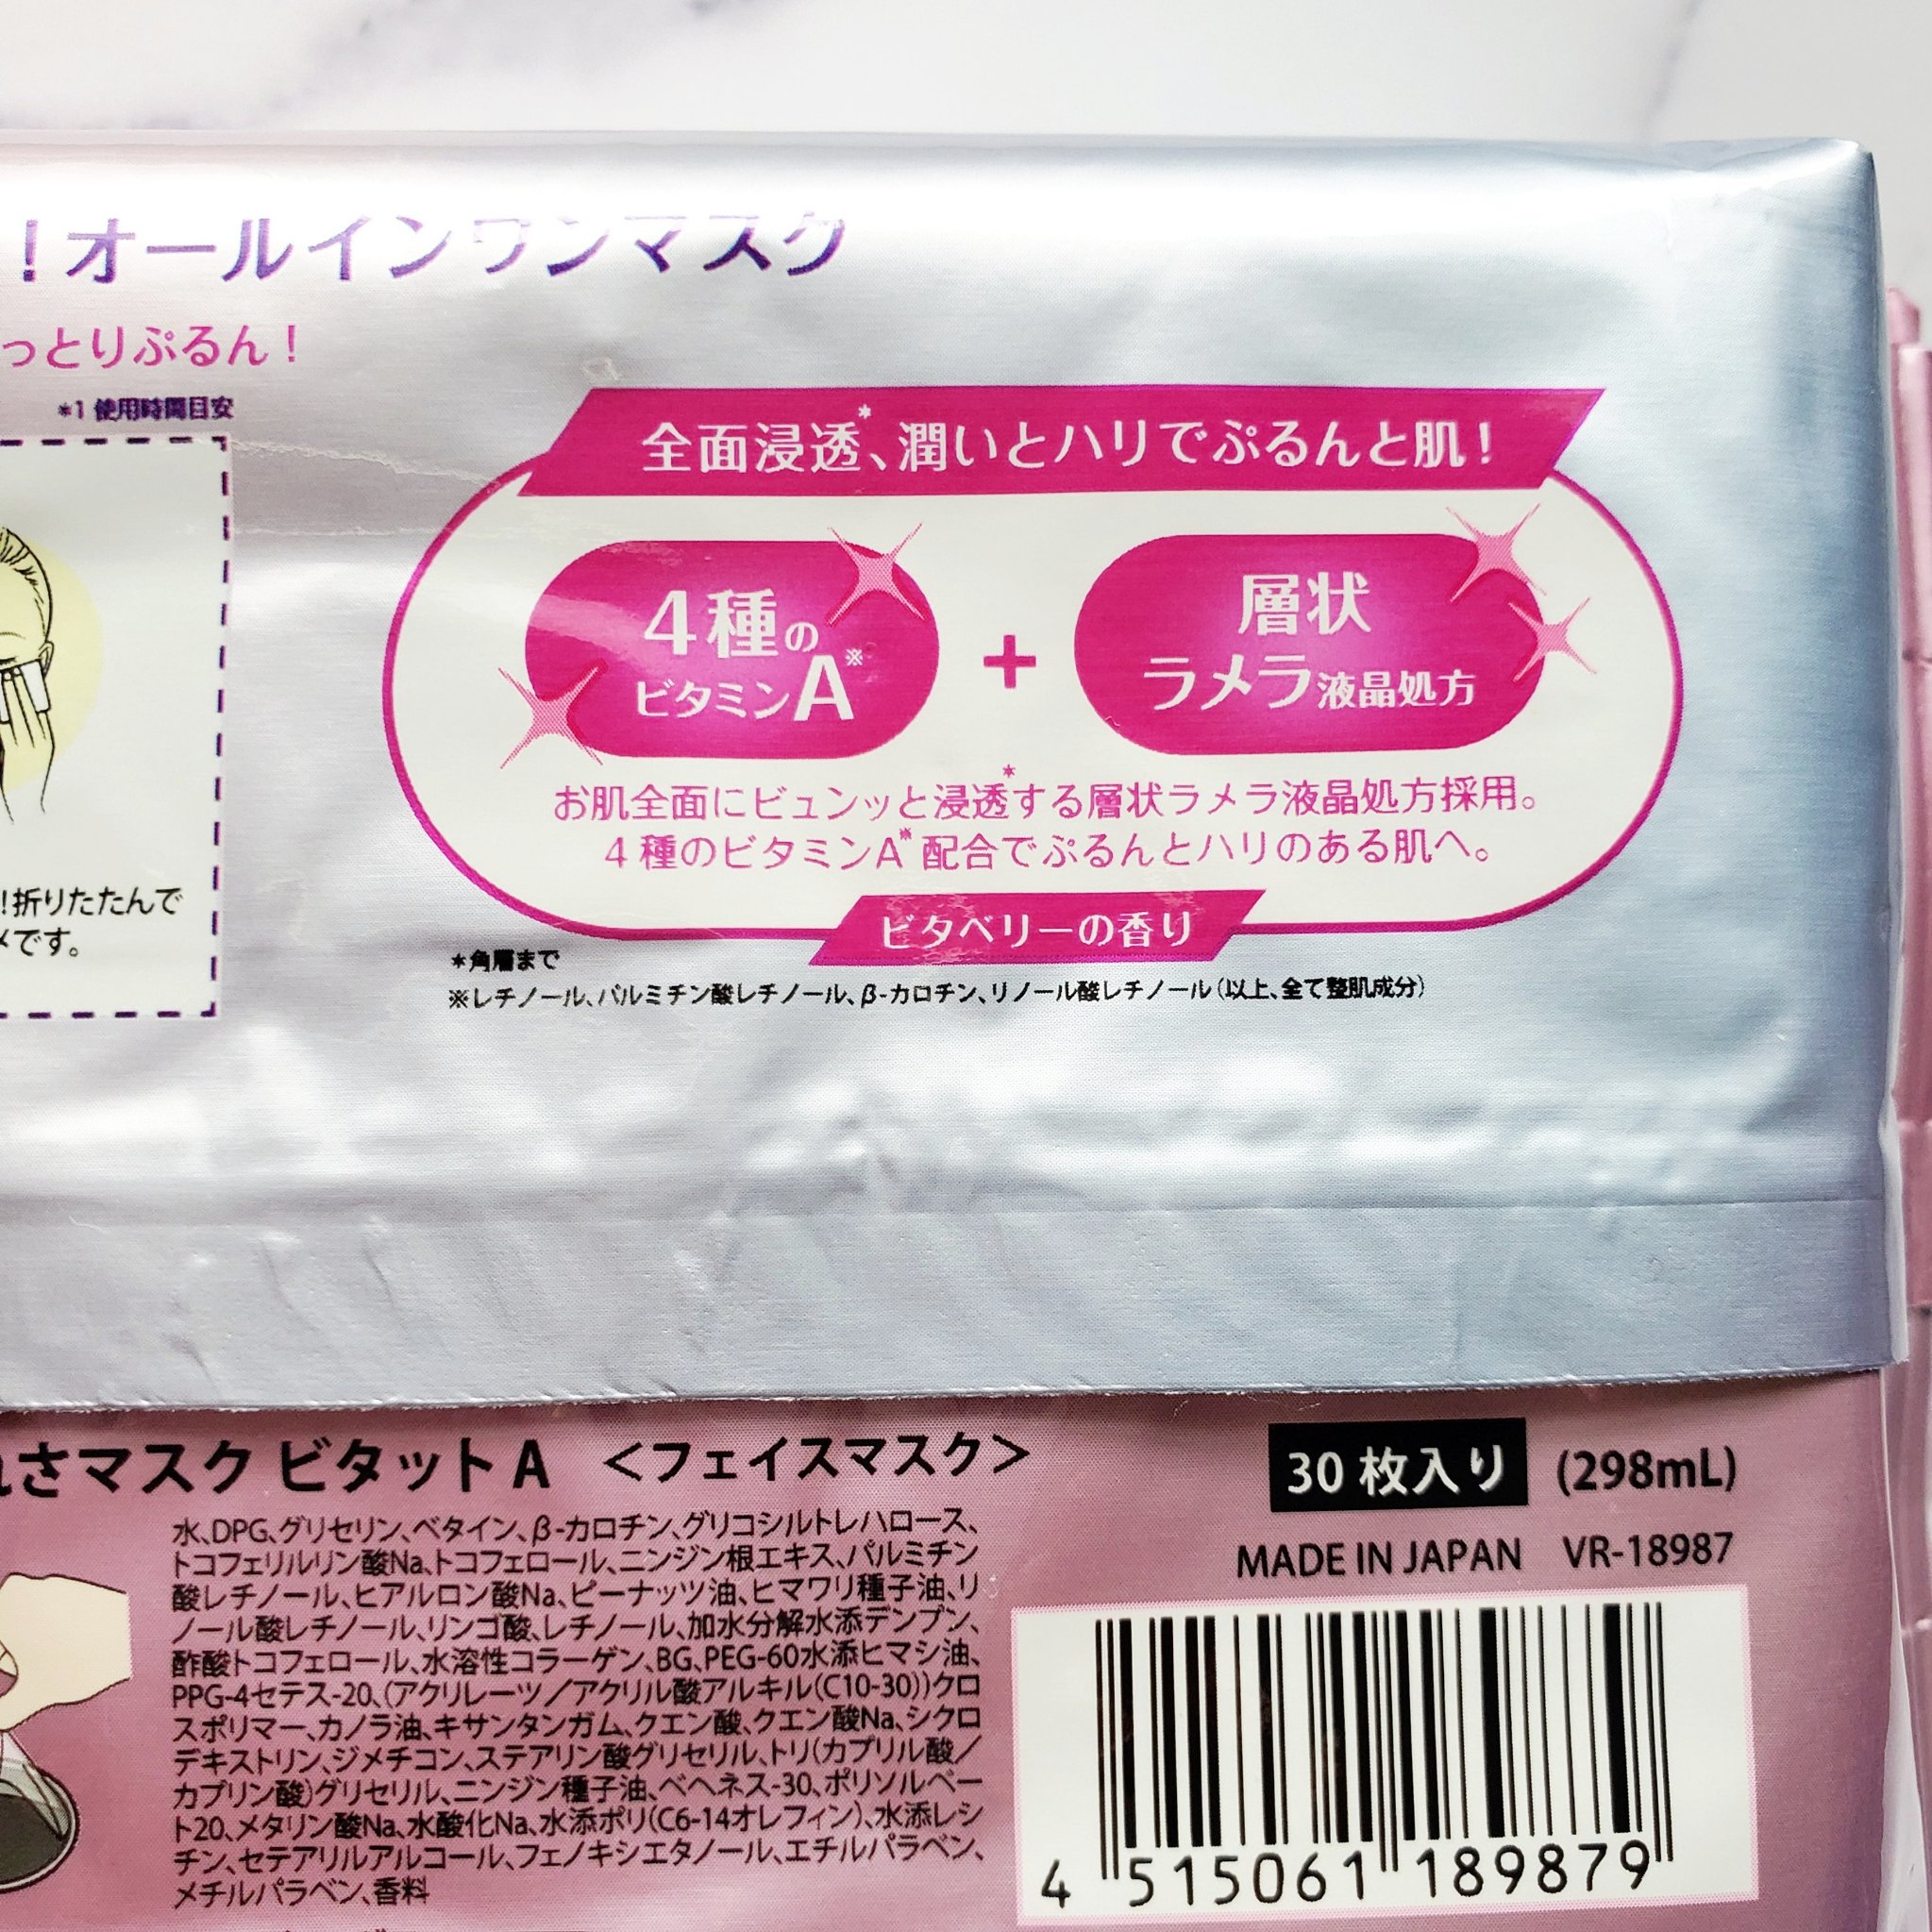 ！オールインワンマスク
っとりぷるん！
*1 使用時間目安
全面浸透*、潤いとハリでぷるんと肌！
4種の
ビタミンA※
+
層状
ラメラ液晶処方
お肌全面にビュンッと浸透*する層状ラメラ液晶処方採用。
4種のビタミンA※配合でぷるんとハリのある肌へ。
ビタベリーの香り
！折りたたんで
です。
*角層まで
※レチノール、パルミチン酸レチノール、β-カロチン、リノール酸レチノール（以上、全て整肌成分）
さマスク ビタットA ＜フェイスマスク＞
30枚入り (298mL)
MADE IN JAPAN VR-18987
水、DPG、グリセリン、ベタイン、β-カロチン、グリコシルトレハロース、
トコフェリルリン酸Na、トコフェロール、ニンジン根エキス、パルミチン
酸レチノール、ヒアルロン酸Na、ピーナッツ油、ヒマワリ種子油、リ
ノール酸レチノール、リンゴ酸、レチノール、加水分解水添デンプン、
酢酸トコフェロール、水溶性コラーゲン、BG、PEG-60水添ヒマシ油、
PPG-4セテス-20、(アクリレーツ／アクリル酸アルキル(C10-30))クロ
スポリマー、カノラ油、キサンタンガム、クエン酸、クエン酸Na、シクロ
デキストリン、ジメチコン、ステアリン酸グリセリル、トリ(カプリル酸／
カプリン酸)グリセリル、ニンジン種子油、ベヘネス-30、ポリソルベー
ト20、メタリン酸Na、水酸化Na、水添ポリ(C6-14オレフィン)、水添レシ
チン、セテアリルアルコール、フェノキシエタノール、エチルパラベン、
メチルパラベン、香料
4 515061 189879